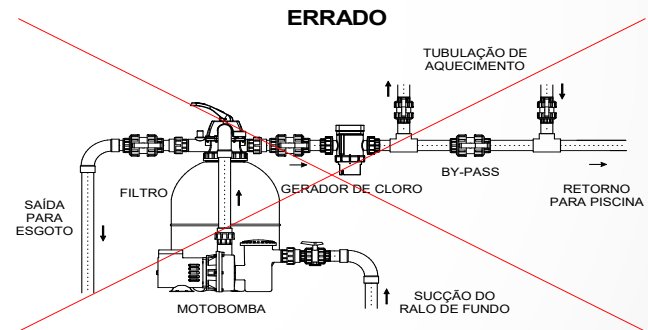 ERRADO
TUBULAÇÃO DE
AQUECIMENTO
FILTRO
GERADOR DE CLORO
BY-PASS
RETORNO
PARA PISCINA
SAÍDA
PARA
ESGOTO
MOTOBOMBA
SUCÇÃO DO
RALO DE FUNDO